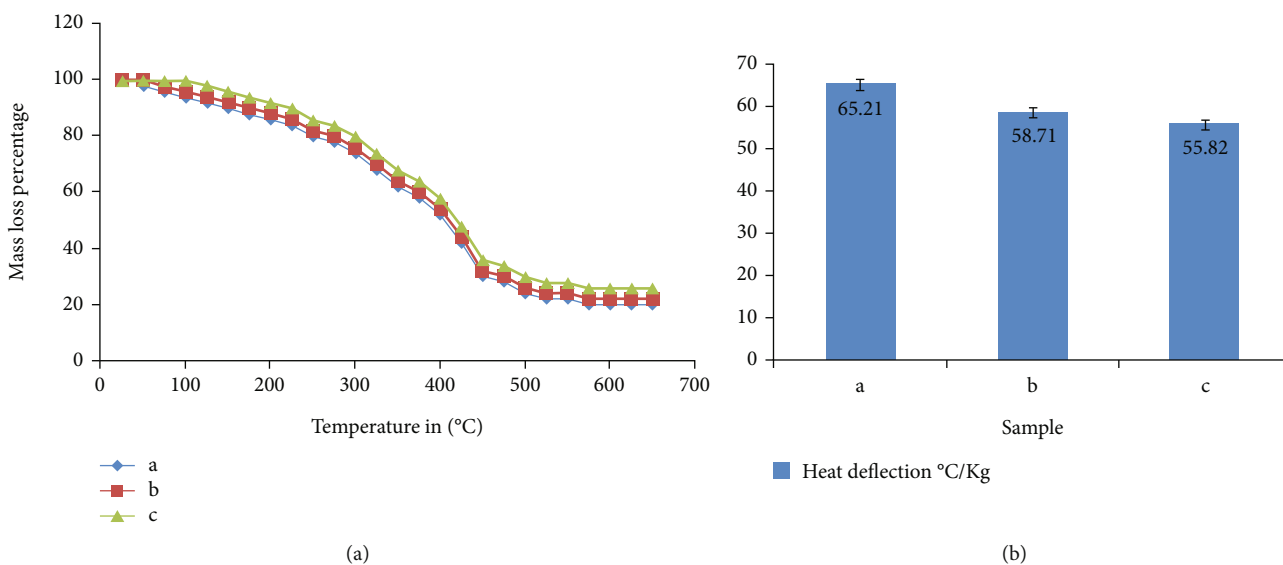 120
100
80
60
40
20
0
Mass loss percentage
0 100 200 300 400 500 600 700
Temperature in (°C)
a
b
c
(a)
70
60
50
40
30
20
10
0
65.21
58.71
55.82
a b c
Sample
Heat deflection °C/Kg
(b)